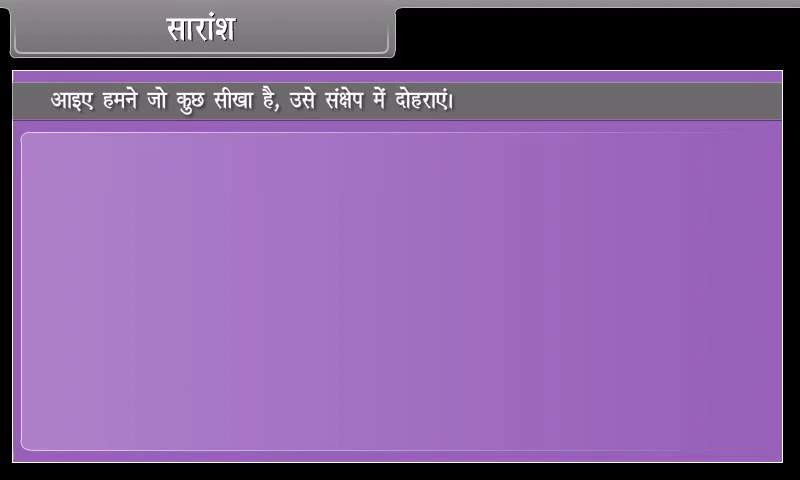 सारांश
आइए हमने जो कुछ सीखा है, उसे संक्षेप में दोहराएं।